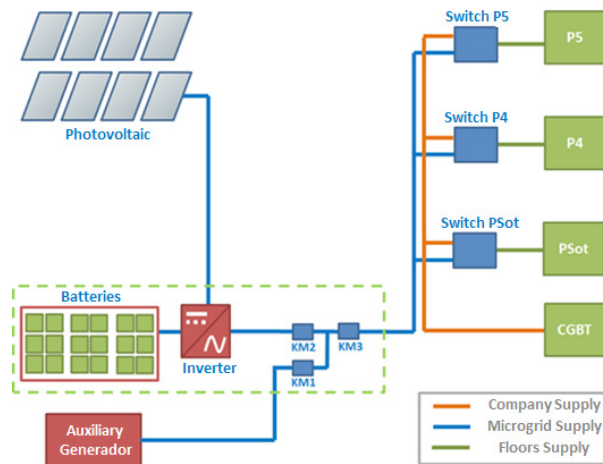 Switch P5
P5
Photovoltaic
Switch P4
P4
Switch PSot
PSot
Batteries
Inverter
KM2
KM3
KM1
CGBT
Auxiliary
Generador
Company Supply
Microgrid Supply
Floors Supply